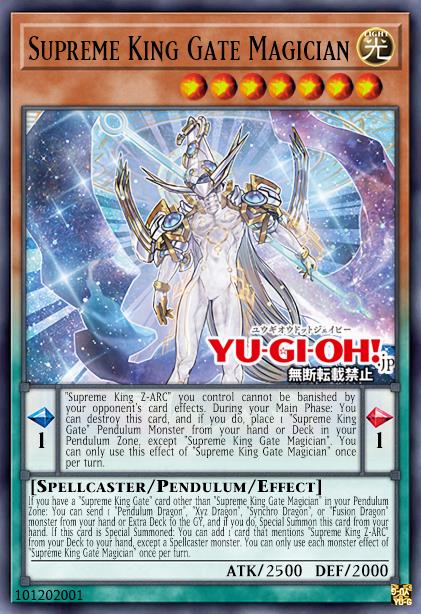 Supreme King Gate Magician
LIGHT
光
ユウギオウドットジェイピー
YU-GI-OH!.jp
無断転載禁止
"Supreme King Z-ARC" you control cannot be banished by
your opponent's card effects. During your Main Phase: You
can destroy this card, and if you do, place 1 "Supreme King
Gate" Pendulum Monster from your hand or Deck in your
Pendulum Zone, except "Supreme King Gate Magician". You
can only use this effect of "Supreme King Gate Magician" once
per turn.
1
1
[Spellcaster/Pendulum/Effect]
If you have a "Supreme King Gate" card other than "Supreme King Gate Magician" in your Pendulum
Zone: You can send 1 "Pendulum Dragon", "Xyz Dragon", "Synchro Dragon", or "Fusion Dragon"
monster from your hand or Extra Deck to the GY, and if you do, Special Summon this card from your
hand. If this card is Special Summoned: You can add 1 card that mentions "Supreme King Z-ARC"
from your Deck to your hand, except a Spellcaster monster. You can only use each monster effect of
"Supreme King Gate Magician" once per turn.
ATK/2500 DEF/2000
101202001